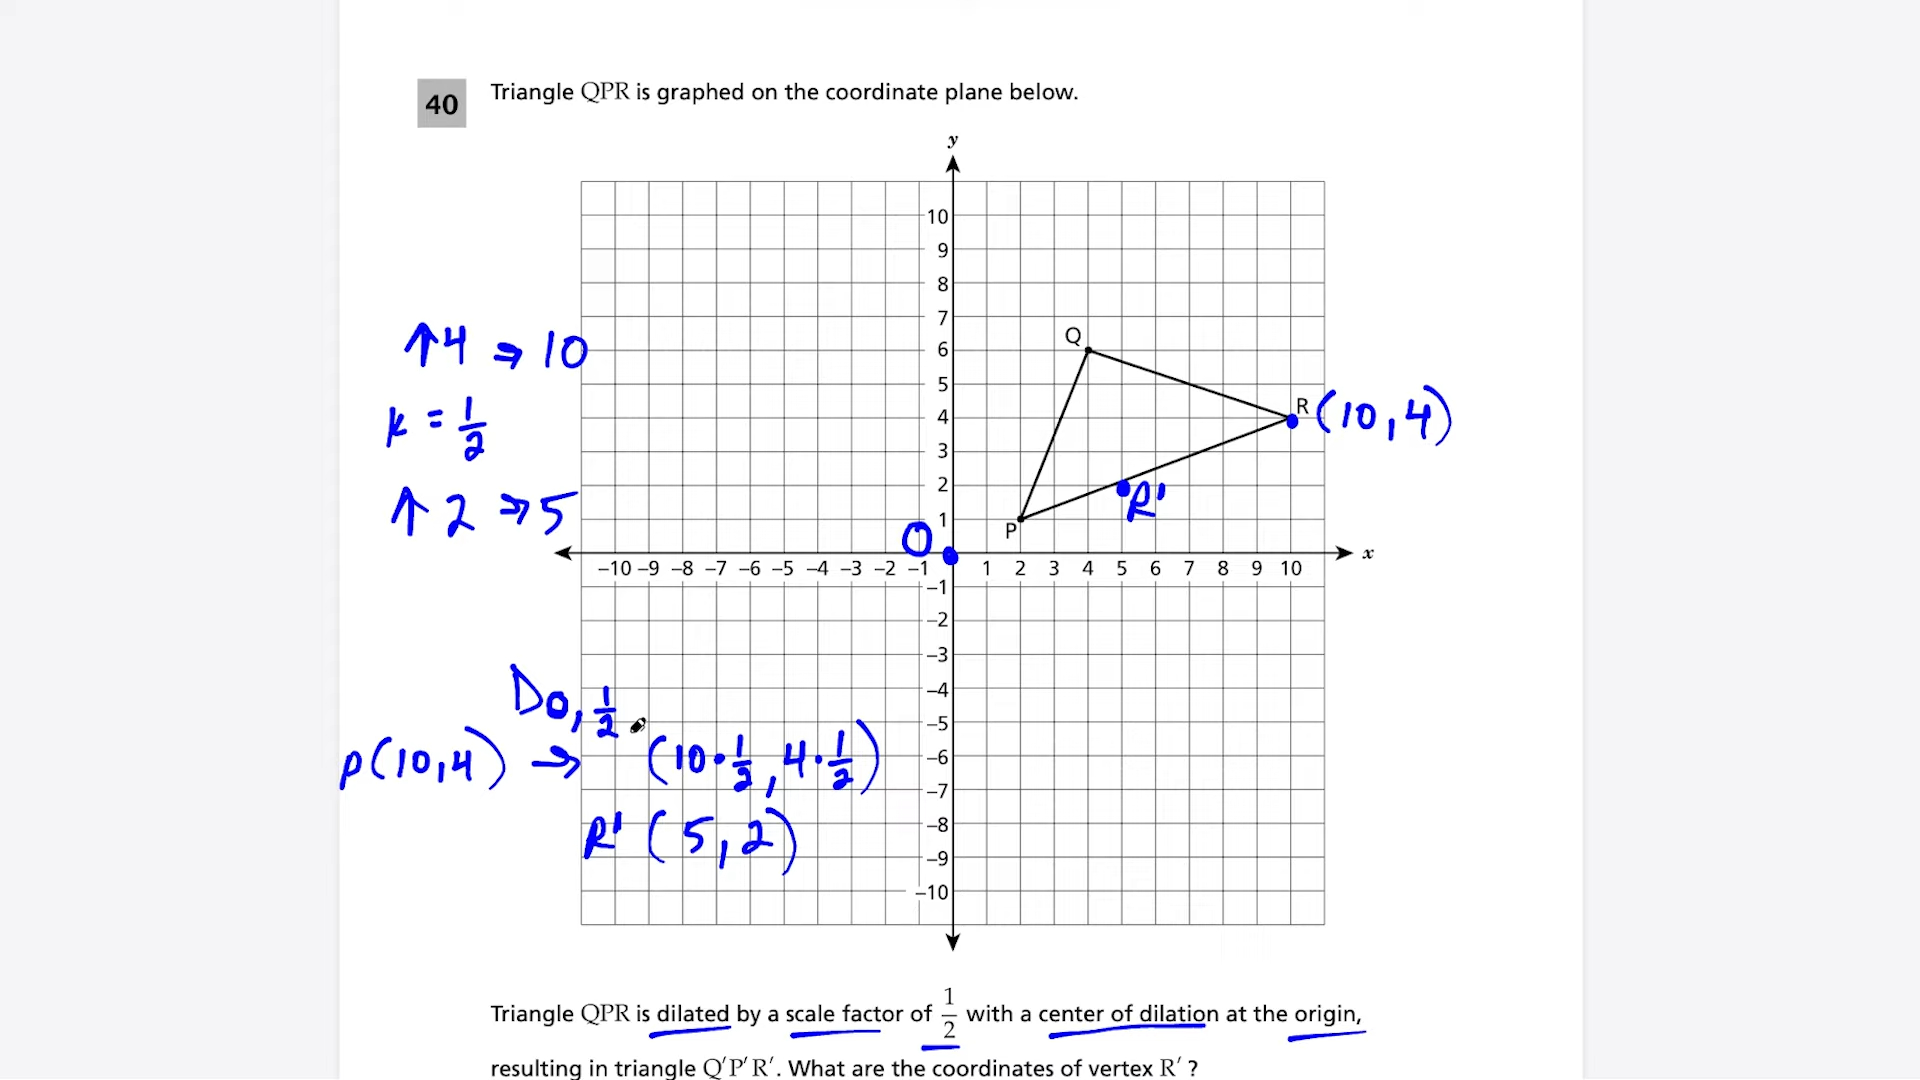 40 Triangle QPR is graphed on the coordinate plane below.
y
10
9
8
7
↑4 → 10
Q
6
5
R (10,4)
4
k = 1/2
3
2
R'
↑ 2 → 5
1
P
O
x
–10 –9 –8 –7 –6 –5 –4 –3 –2 –1 1 2 3 4 5 6 7 8 9 10
–1
–2
–3
–4
D₀, 1/2
–5
P(10,4) → (10·1/2, 4·1/2)
–6
–7
–8
R' (5,2)
–9
–10
Triangle QPR is dilated by a scale factor of 1/2 with a center of dilation at the origin,
resulting in triangle Q′P′R′. What are the coordinates of vertex R′ ?